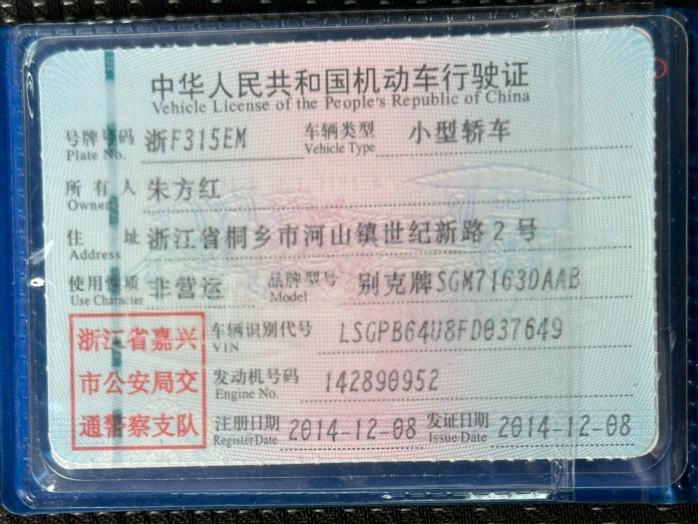 中华人民共和国机动车行驶证
Vehicle License of the People's Republic of China
号牌号码 浙F315EM 车辆类型 小型轿车
Plate No. Vehicle Type
所有人 朱方红
Owner
住址 浙江省桐乡市河山镇世纪新路2号
Address
使用性质 非营运 品牌型号 别克牌SGM7163DAAB
Use Character Model
浙江省嘉兴
市公安局交
通警察支队
车辆识别代号 LSGPB64U8FD037649
VIN
发动机号码 142890952
Engine No.
注册日期 2014-12-08 发证日期 2014-12-08
Register Date Issue Date